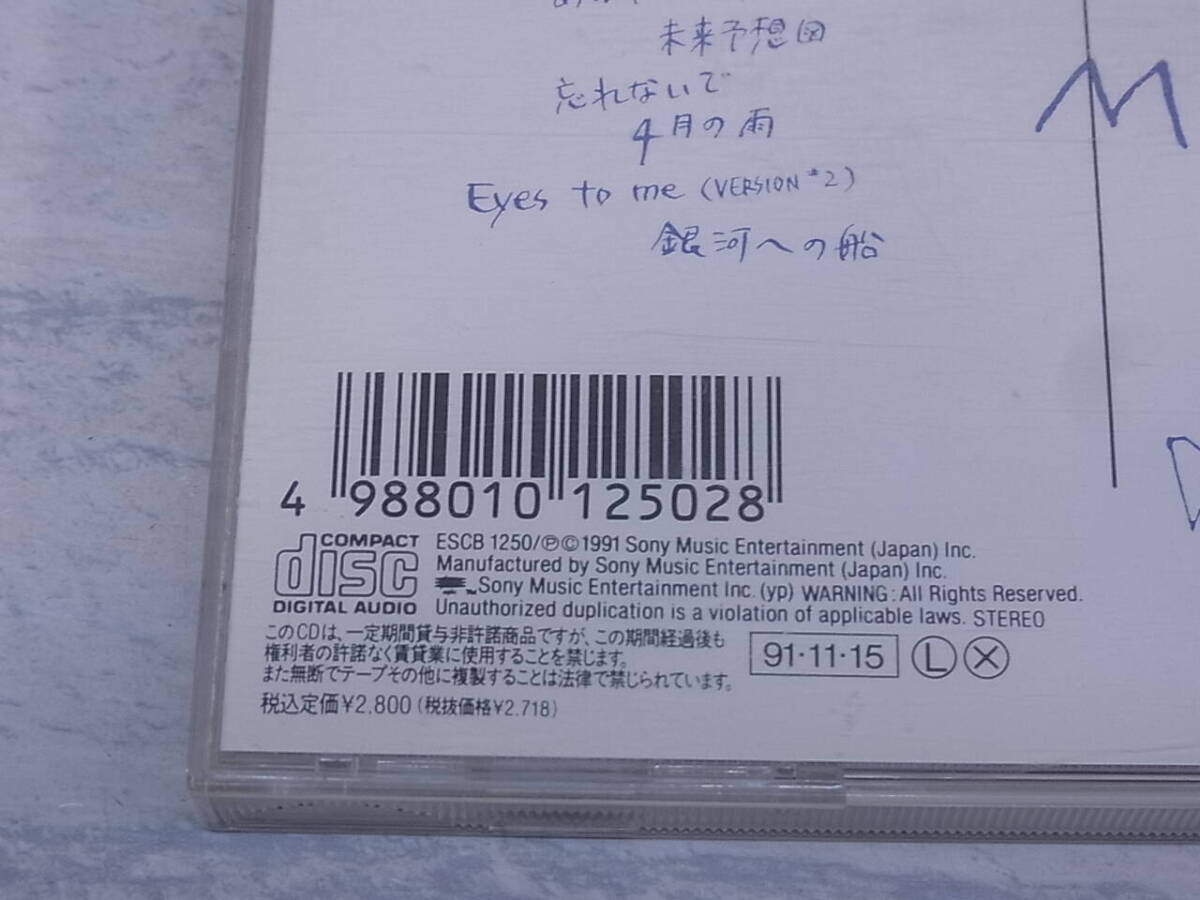 未来予想図
忘れないで
4月の雨
Eyes to me (VERSION #2)
銀河への船
M
4 988010 125028
COMPACT
disc
DIGITAL AUDIO
ESCB 1250/℗©1991 Sony Music Entertainment (Japan) Inc.
Manufactured by Sony Music Entertainment (Japan) Inc.
Sony Music Entertainment Inc. (yp) WARNING: All Rights Reserved.
Unauthorized duplication is a violation of applicable laws. STEREO
このCDは、一定期間貸与非許諾商品ですが、この期間経過後も
権利者の許諾なく賃貸業に使用することを禁じます。
また無断でテープその他に複製することは法律で禁じられています。
税込定価¥2,800 (税抜価格¥2.718)
91・11・15 Ⓛ Ⓧ